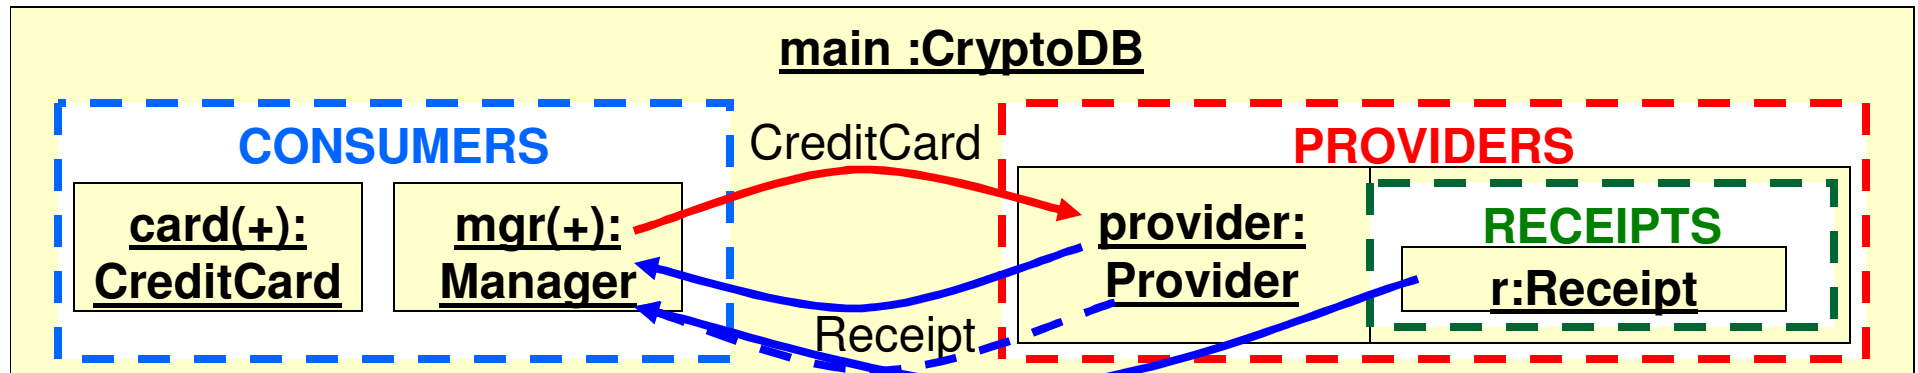 main :CryptoDB
CONSUMERS
CreditCard
PROVIDERS
card(+):
CreditCard
mgr(+):
Manager
provider:
Provider
RECEIPTS
r:Receipt
Receipt